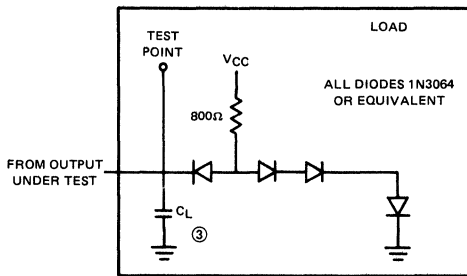 LOAD
TEST
POINT
VCC
ALL DIODES 1N3064
OR EQUIVALENT
800Ω
FROM OUTPUT
UNDER TEST
CL
③